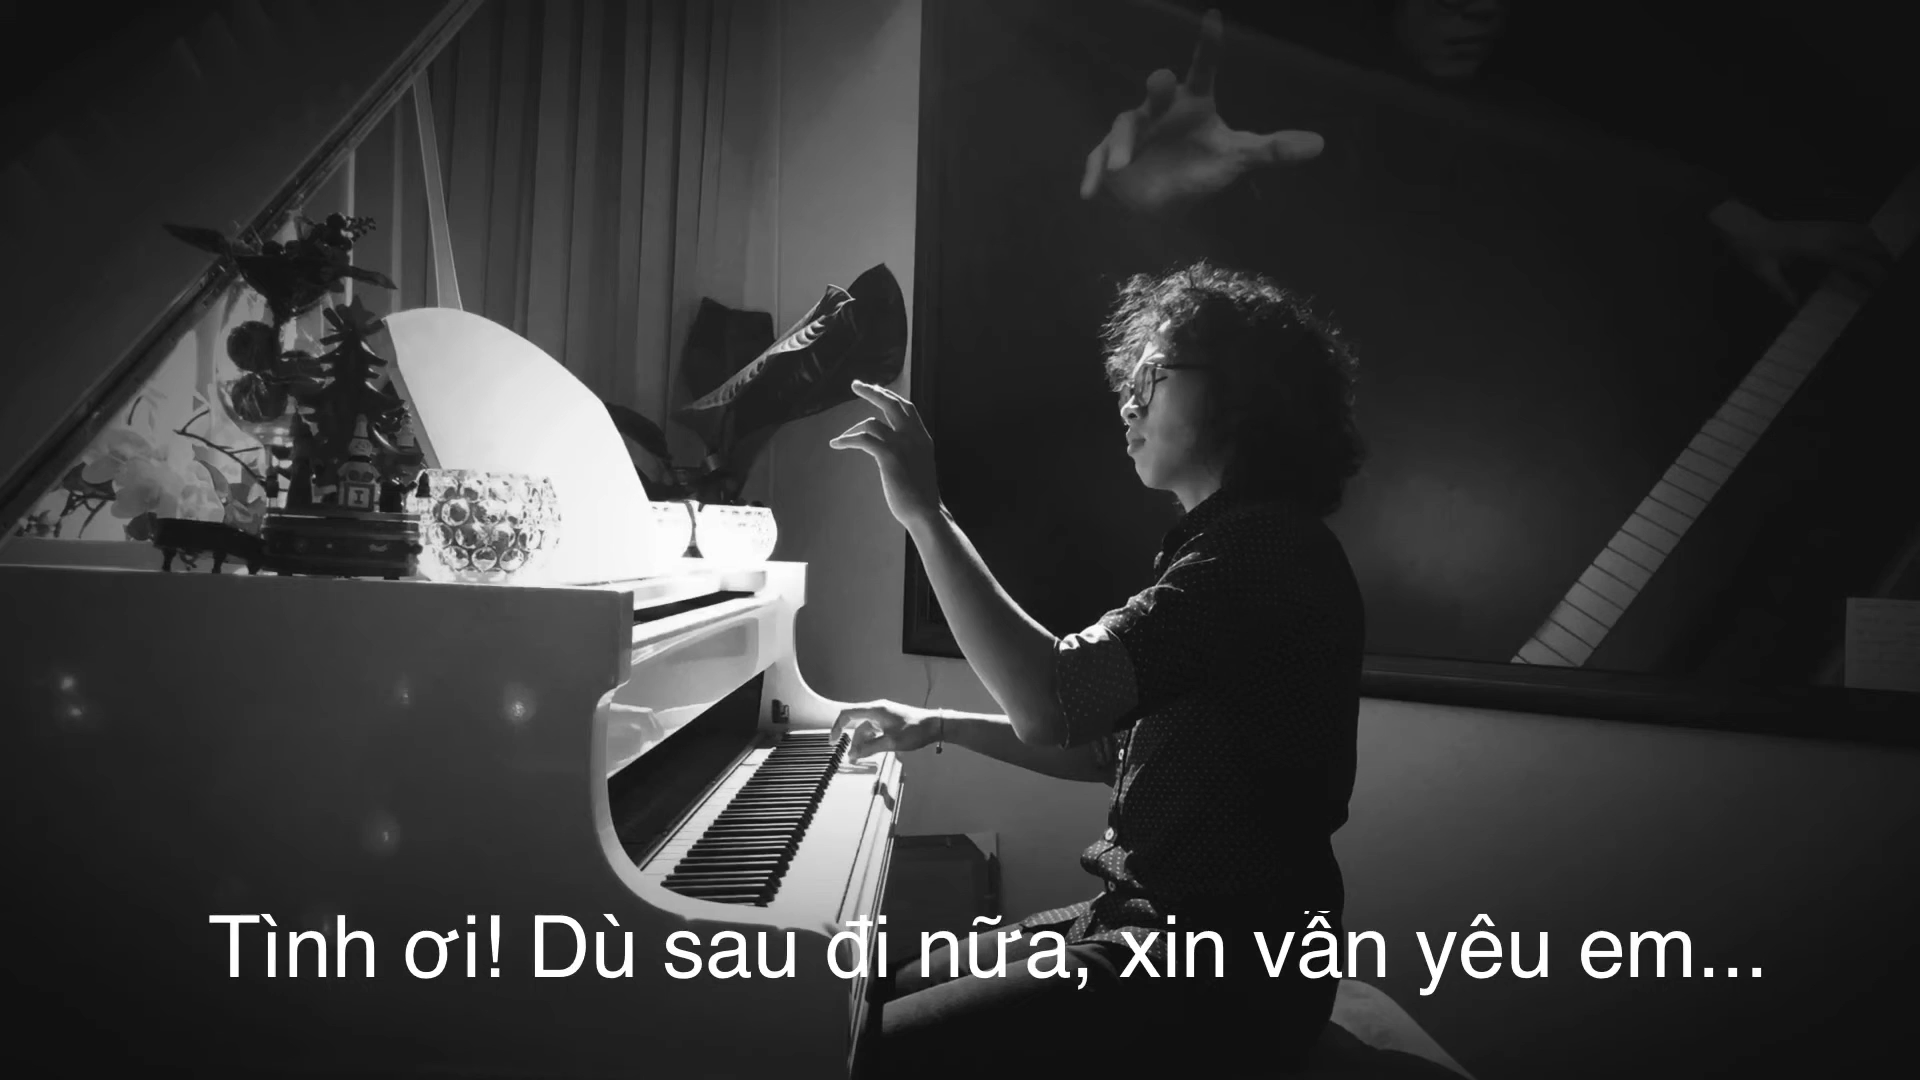 Tình ơi! Dù sau đi nữa, xin vẫn yêu em...
I